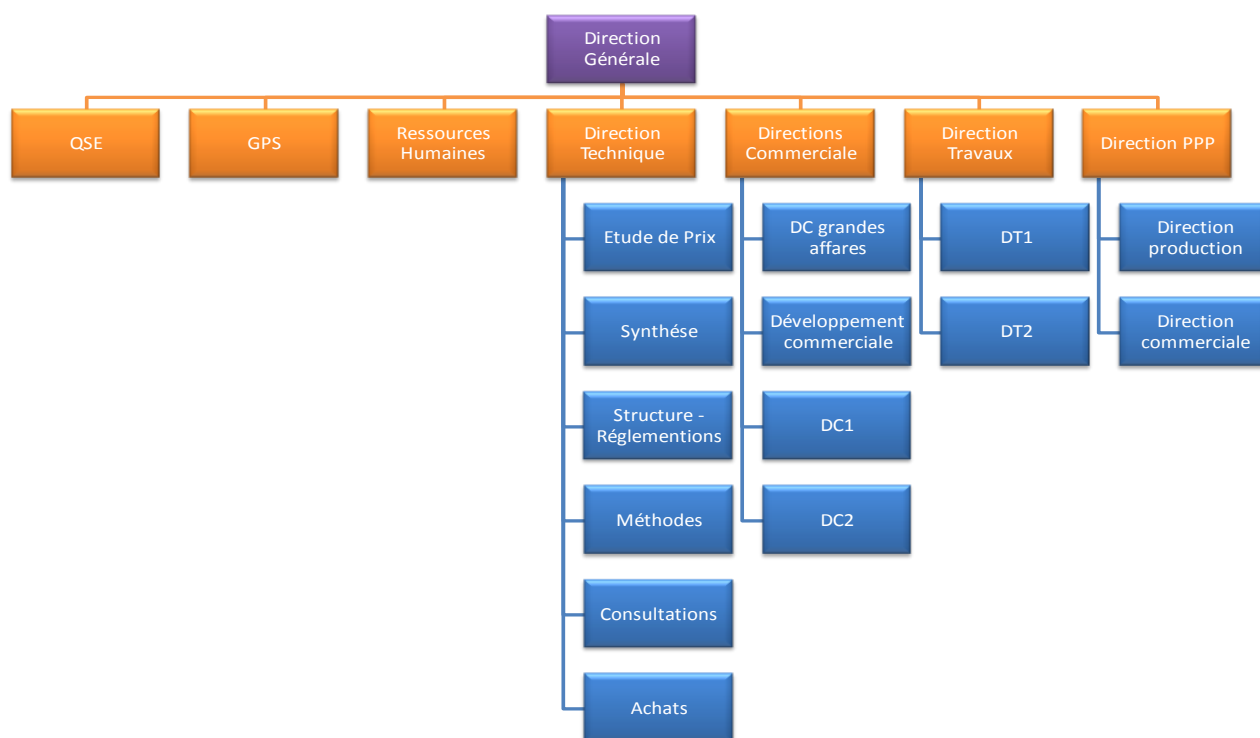 Direction
Générale
QSE
GPS
Ressources
Humaines
Direction
Technique
Directions
Commerciale
Direction
Travaux
Direction PPP
Etude de Prix
Synthése
Structure -
Réglementions
Méthodes
Consultations
Achats
DC grandes
affares
Développement
commerciale
DC1
DC2
DT1
DT2
Direction
production
Direction
commerciale